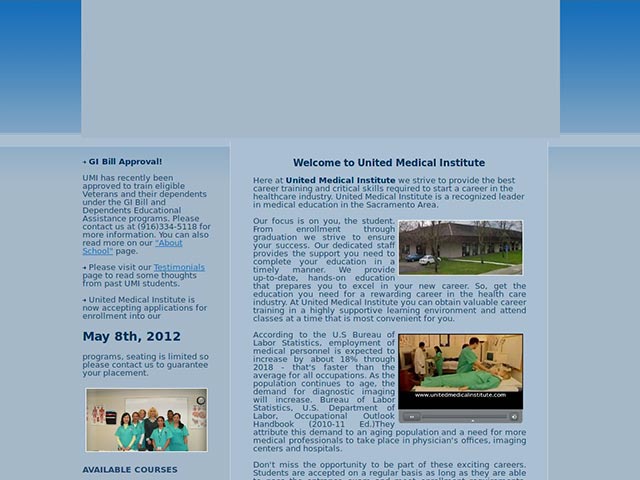 GI Bill Approval!
UMI has recently been
approved to train eligible
Veterans and their dependents
under the GI Bill and
Dependents Educational
Assistance programs. Please
contact us at (916)334-5118 for
more information. You can also
read more on our "About
School" page.
Please visit our Testimonials
page to read some thoughts
from past UMI students.
United Medical Institute is
now accepting applications for
enrollment into our
May 8th, 2012
programs, seating is limited so
please contact us to guarantee
your placement.
AVAILABLE COURSES
Welcome to United Medical Institute
Here at United Medical Institute we strive to provide the best
career training and critical skills required to start a career in the
healthcare industry. United Medical Institute is a recognized leader
in medical education in the Sacramento Area.
Our focus is on you, the student.
From enrollment through
graduation we strive to ensure
your success. Our dedicated staff
provides the support you need to
complete your education in a
timely manner. We provide
up-to-date, hands-on education
that prepares you to excel in your new career. So, get the
education you need for a rewarding career in the health care
industry. At United Medical Institute you can obtain valuable career
training in a highly supportive learning environment and attend
classes at a time that is most convenient for you.
According to the U.S Bureau of
Labor Statistics, employment of
medical personnel is expected to
increase by about 18% through
2018 - that's faster than the
average for all occupations. As the
population continues to age, the
demand for diagnostic imaging
will increase. Bureau of Labor
Statistics, U.S. Department of
Labor, Occupational Outlook
Handbook (2010-11 Ed.)They
www.unitedmedicalinstitute.com
attribute this demand to an aging population and a need for more
medical professionals to take place in physician's offices, imaging
centers and hospitals.
Don't miss the opportunity to be part of these exciting careers.
Students are accepted on a regular basis as long as they are able